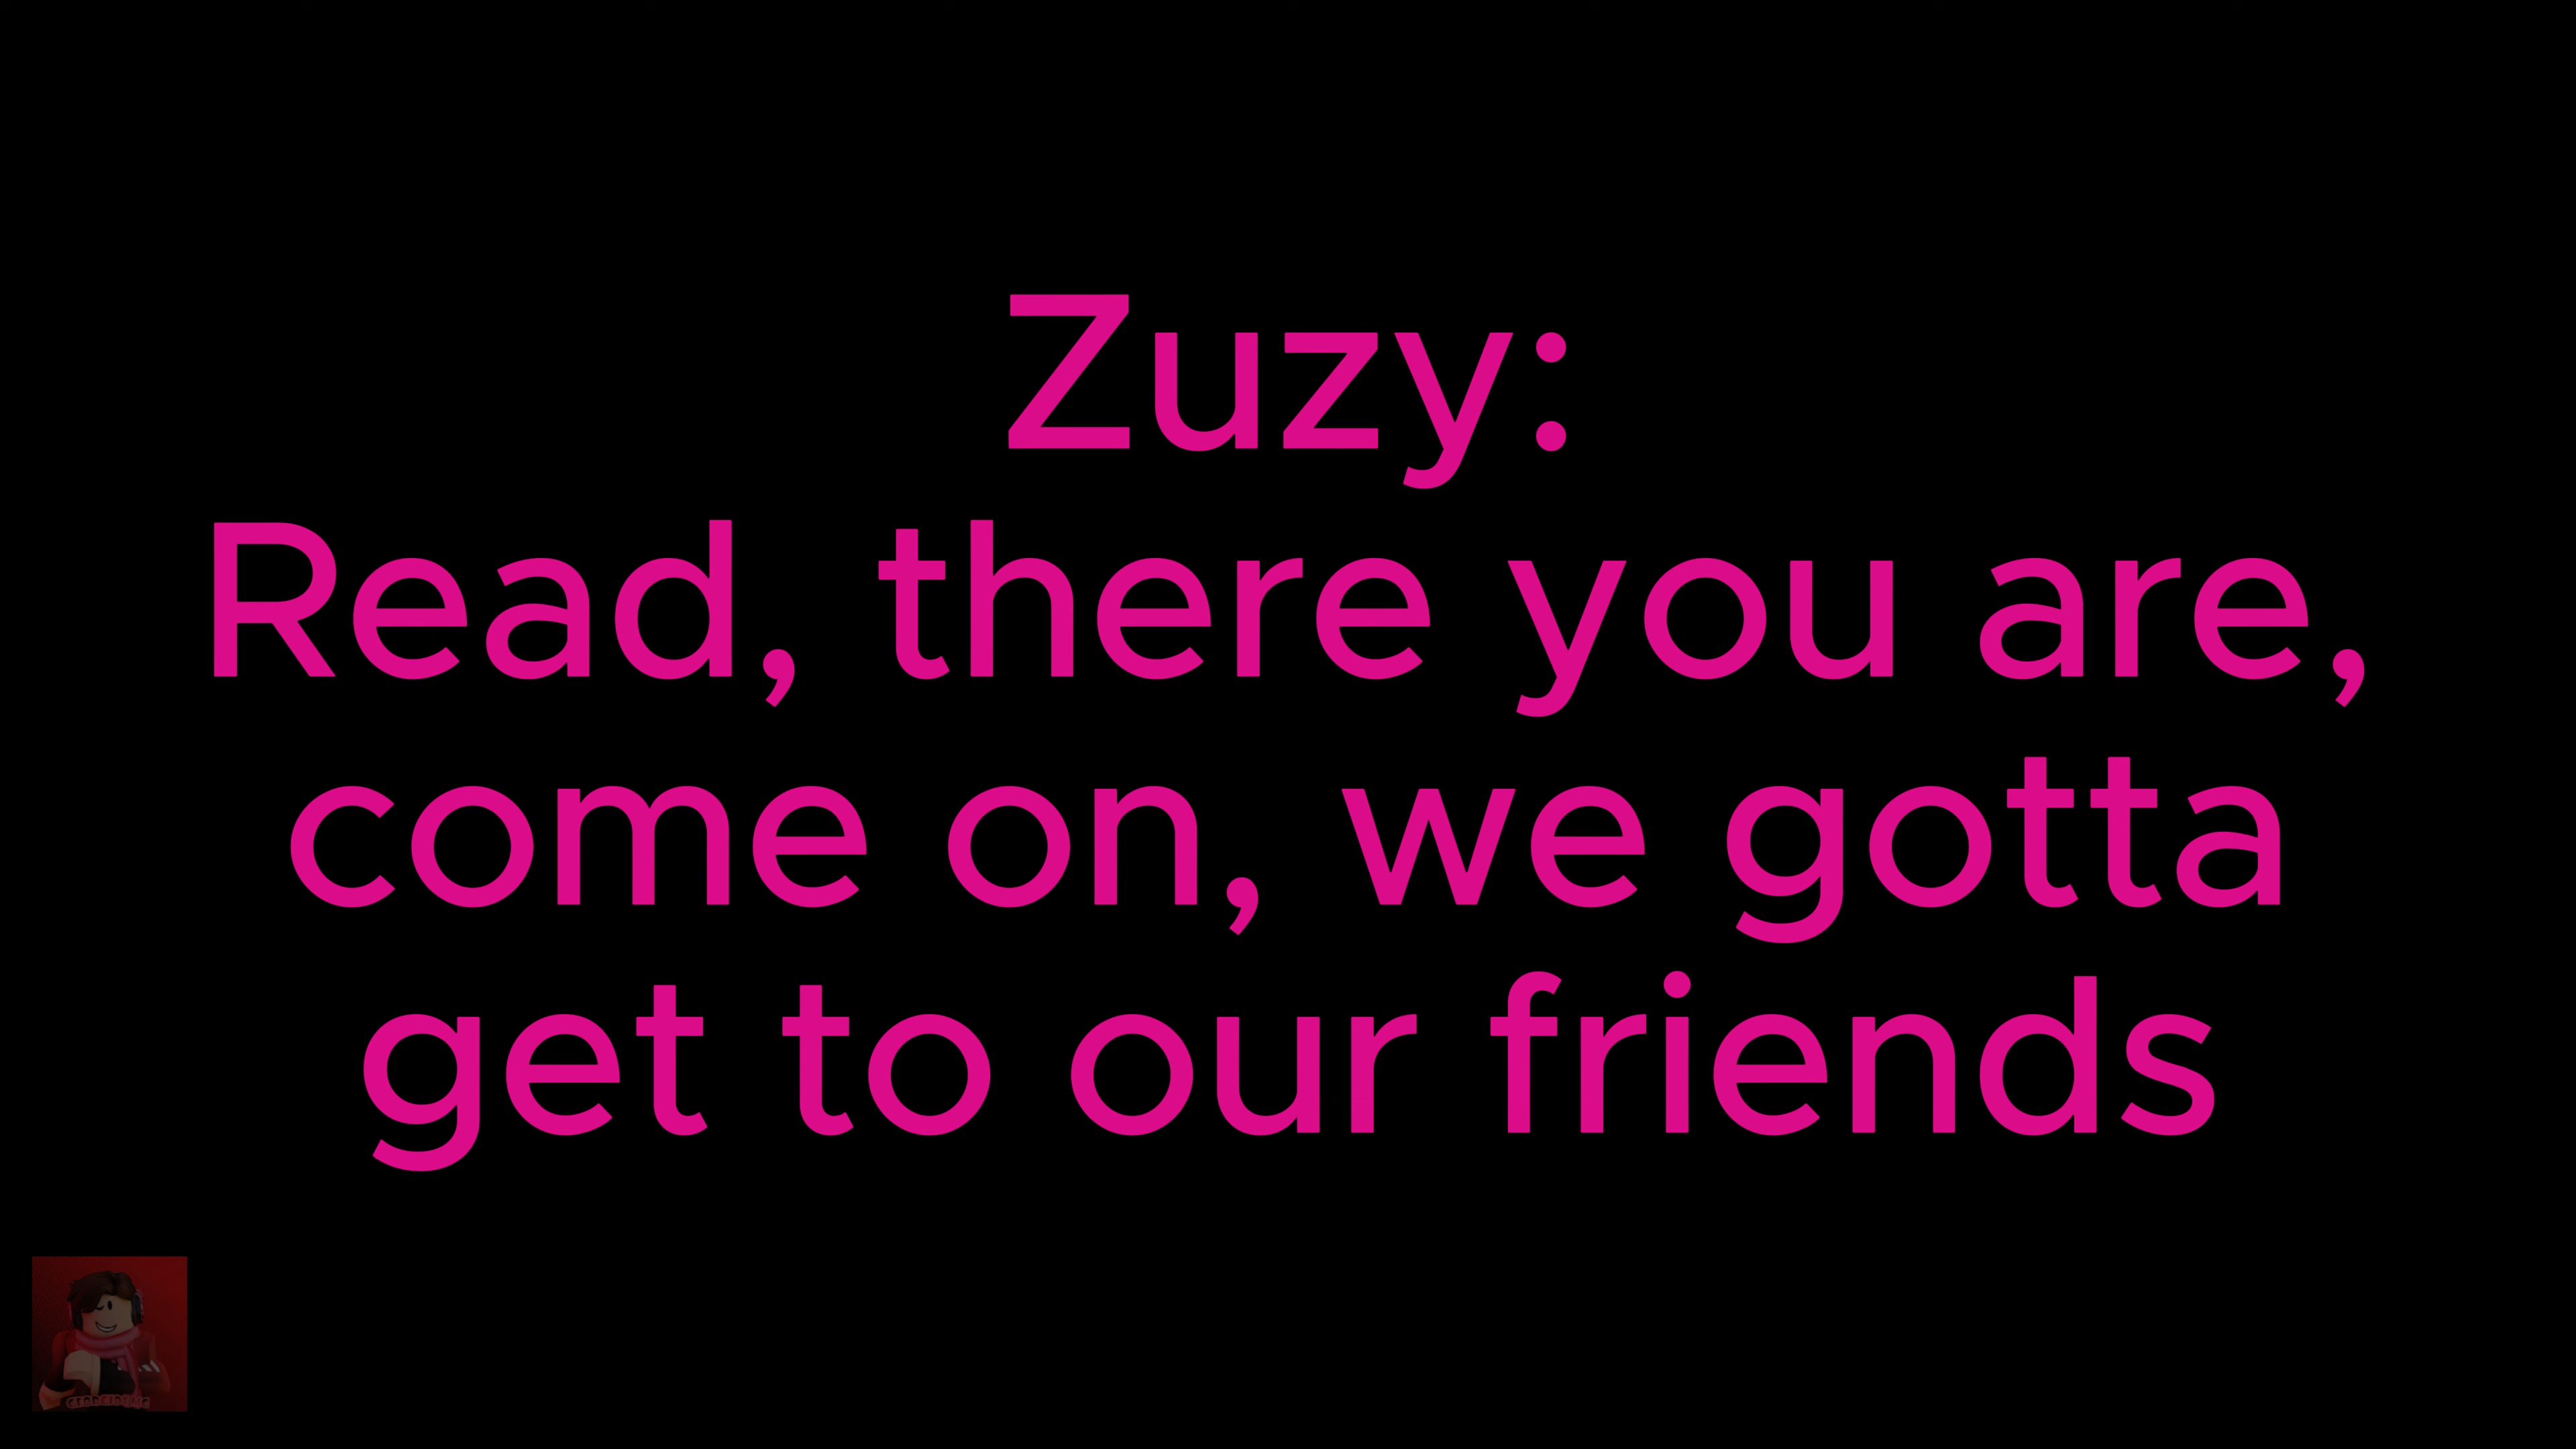 Zuzy:
Read, there you are,
come on, we gotta
get to our friends